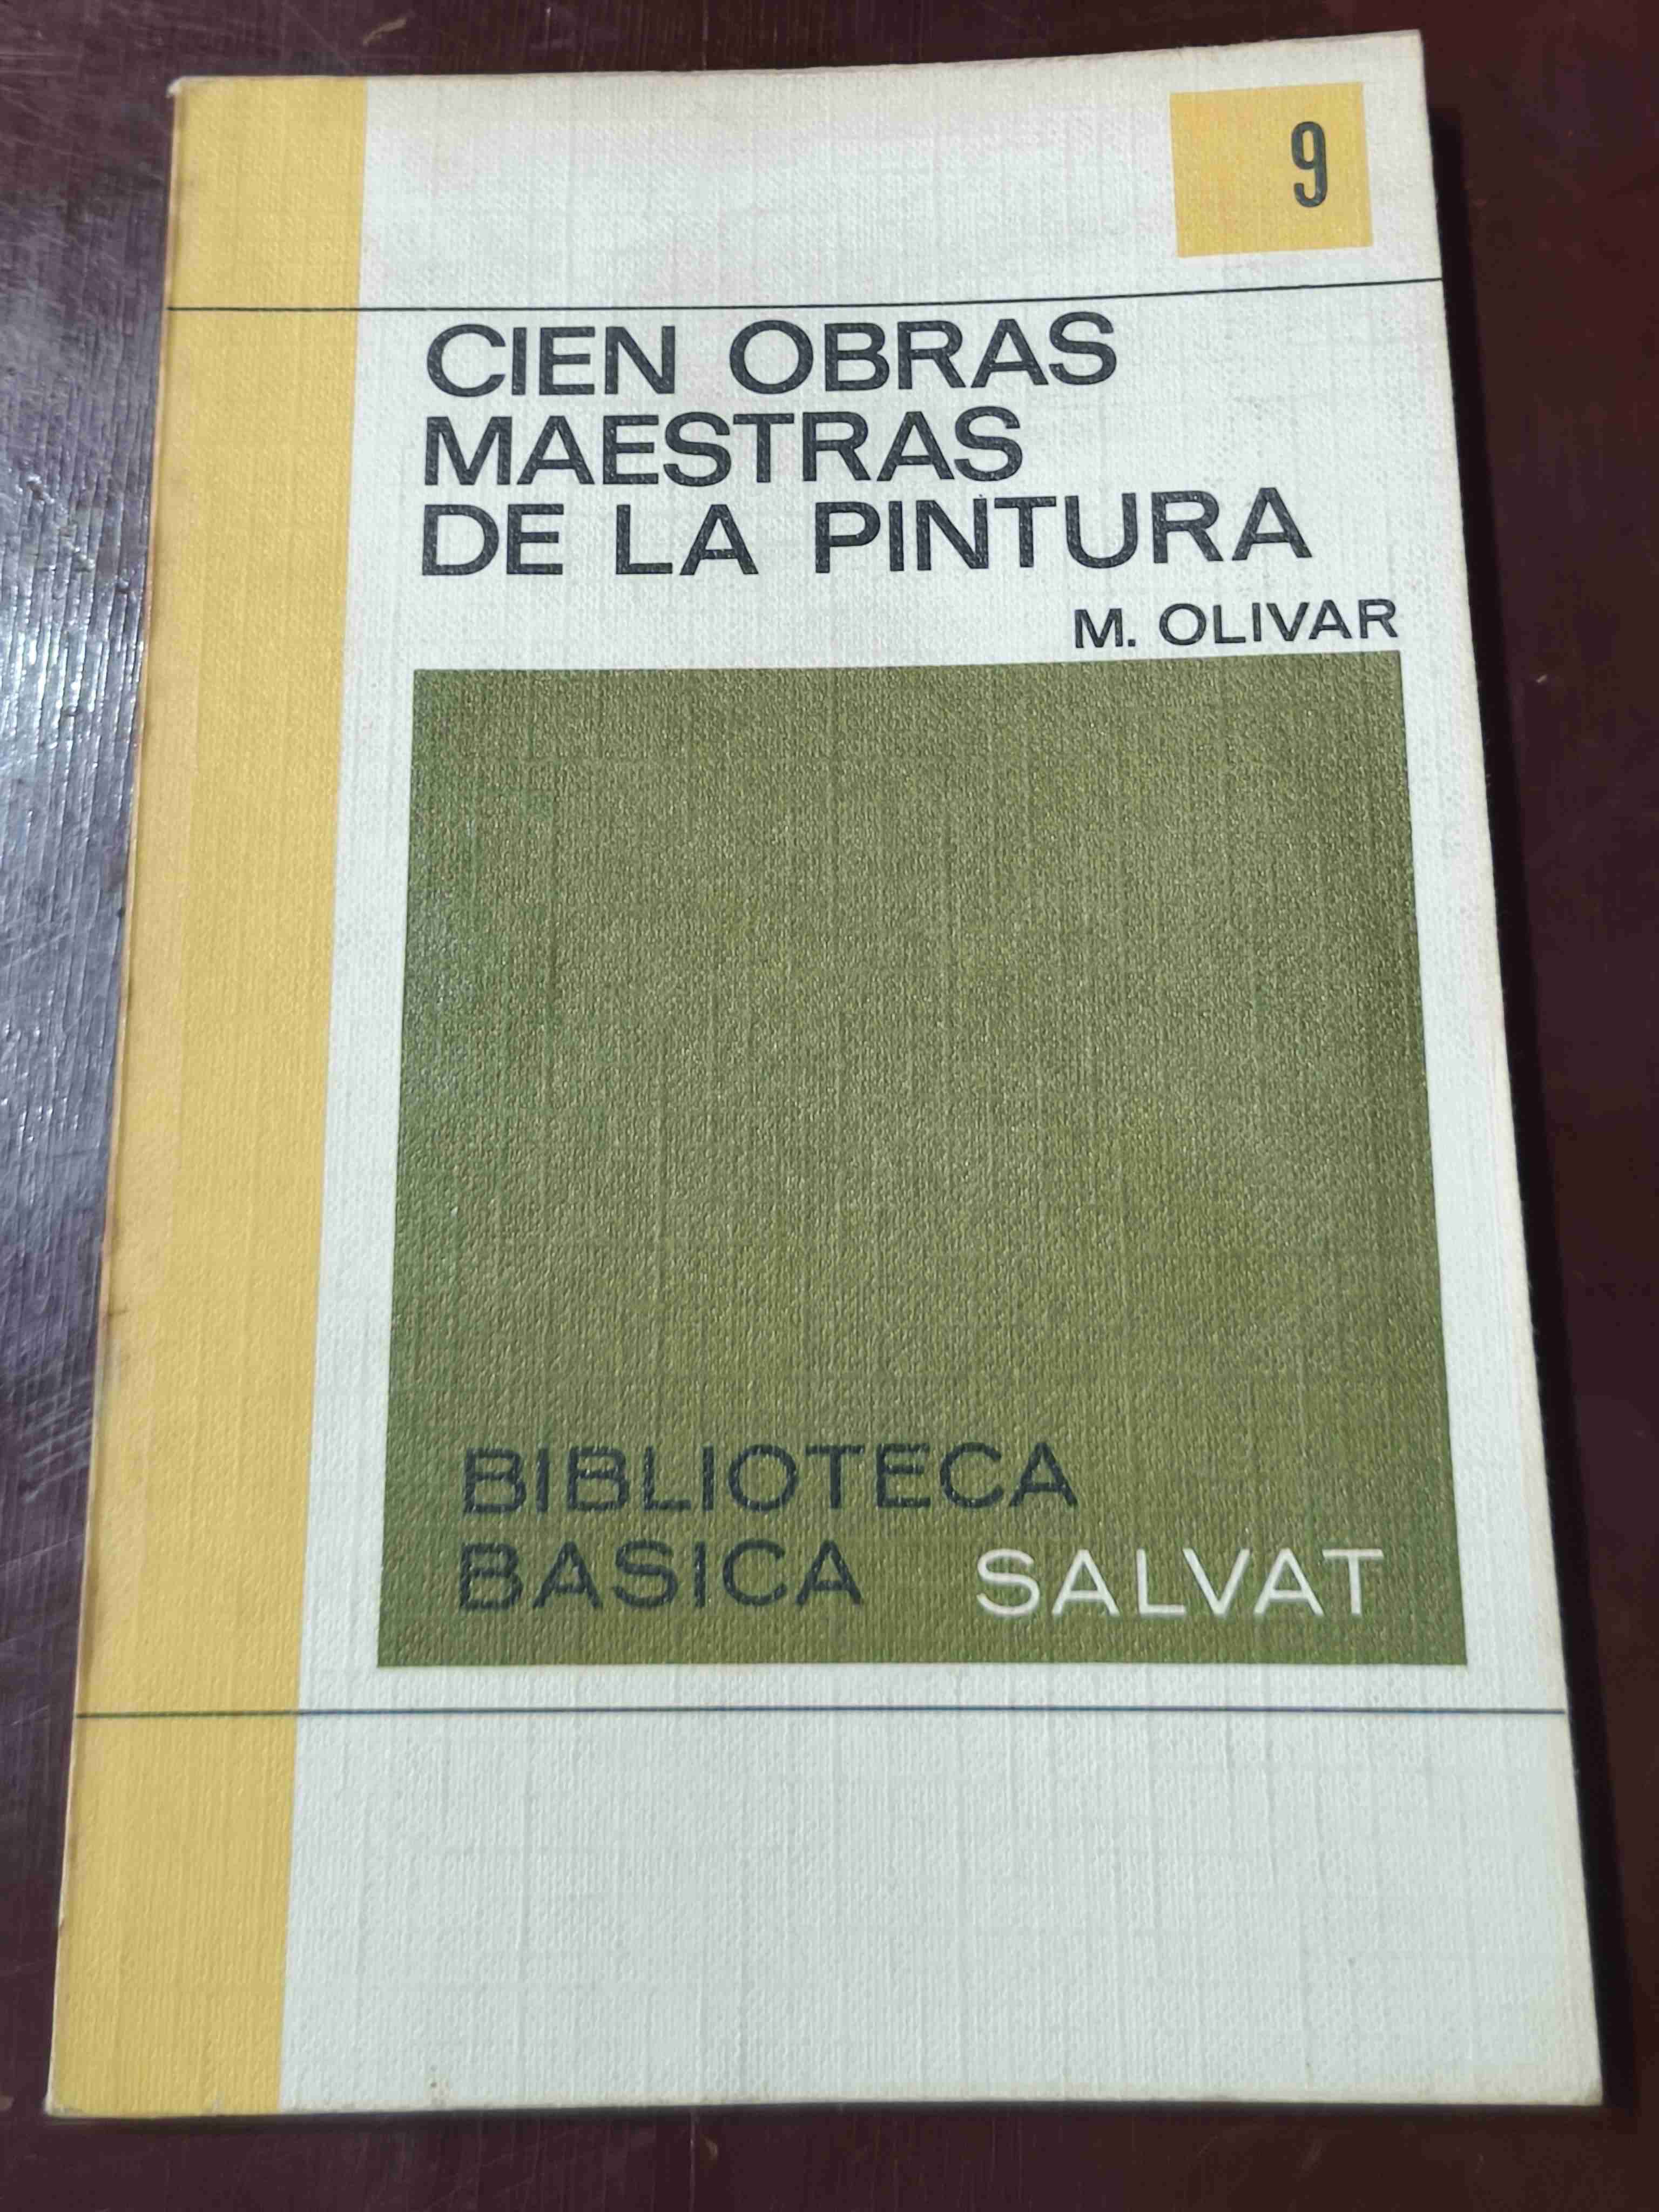 9
CIEN OBRAS
MAESTRAS
DE LA PINTURA
M. OLIVAR
BIBLIOTECA
BASICA SALVAT